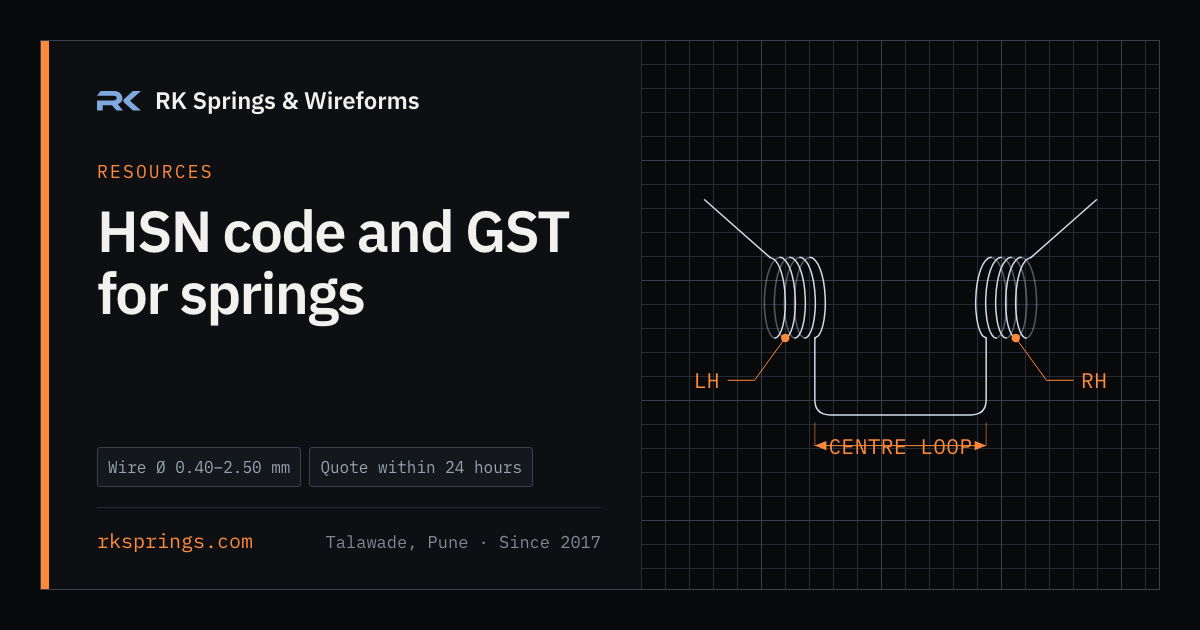 RK RK Springs & Wireforms
RESOURCES
HSN code and GST
for springs
Wire Ø 0.40–2.50 mm
Quote within 24 hours
rksprings.com
Talawade, Pune · Since 2017
LH
RH
CENTRE LOOP